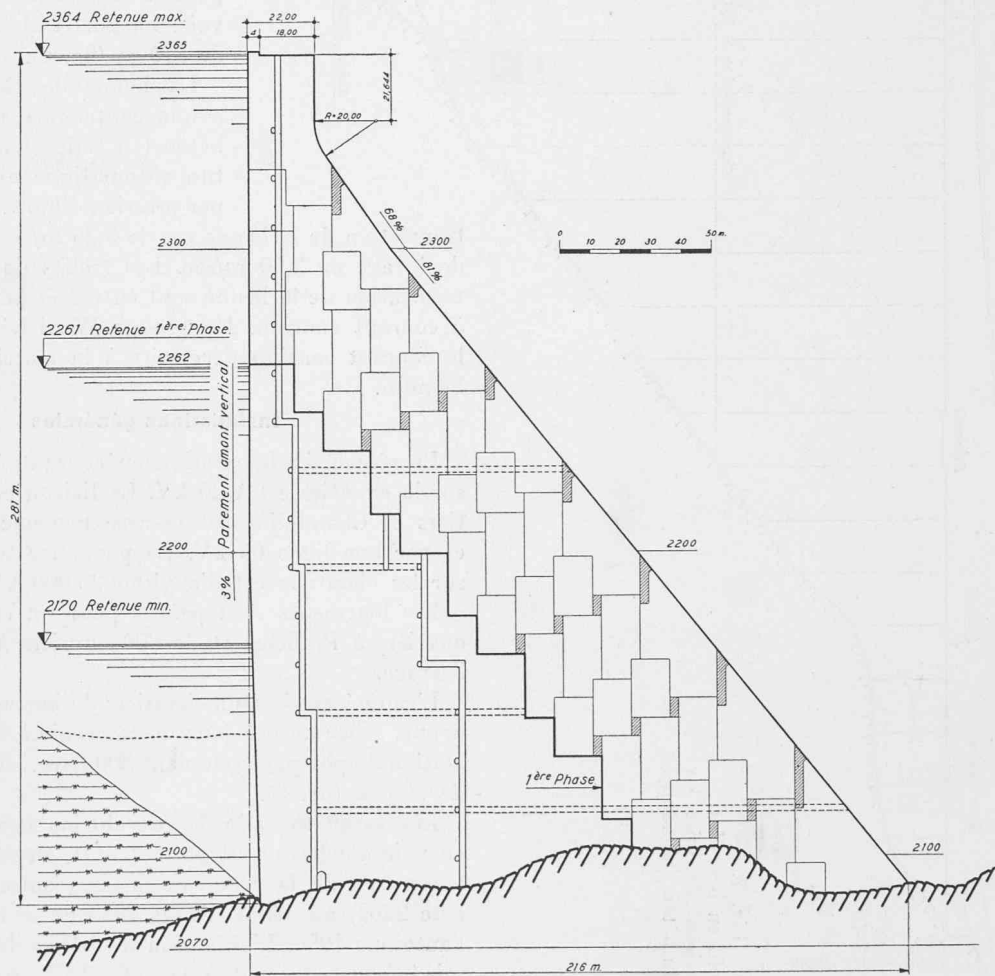 2364 Retenue max.
22,00
4
18,00
2365
21,644
R=20,00
68%
2300
2300
81%
0 10 20 30 40 50 m.
2261 Retenue 1ère Phase.
2262
281 m.
3% Parement amont vertical
2200
2200
2170 Retenue min.
1ère Phase
2100
2100
2070
216 m.